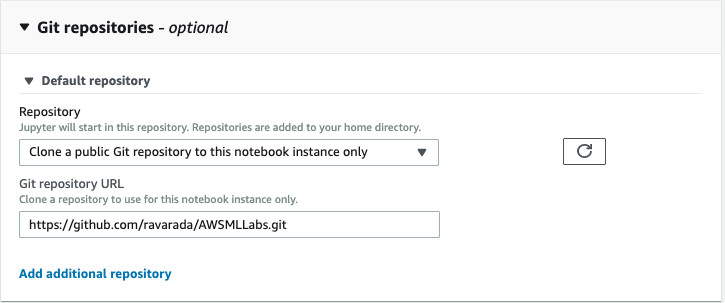 Git repositories - optional
Default repository
Repository
Jupyter will start in this repository. Repositories are added to your home directory.
Clone a public Git repository to this notebook instance only
Git repository URL
Clone a repository to use for this notebook instance only.
https://github.com/ravarada/AWSMLLabs.git
Add additional repository